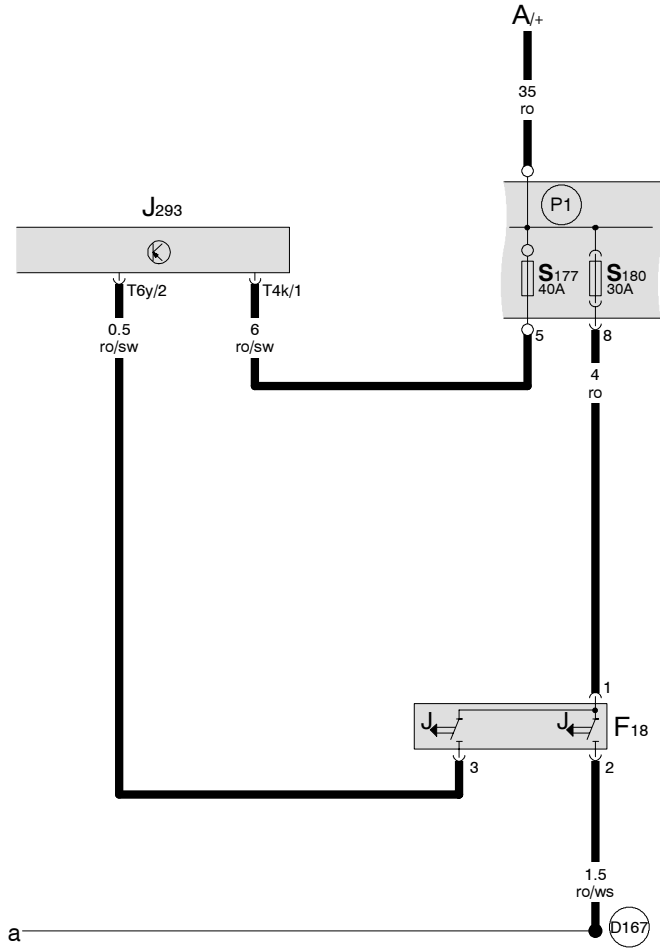 A/+
35
ro
P1
J293
S177
40A
S180
30A
T6y/2
T4k/1
0.5
ro/sw
6
ro/sw
5
8
4
ro
1
J
J
F18
3
2
1.5
ro/ws
a
D167